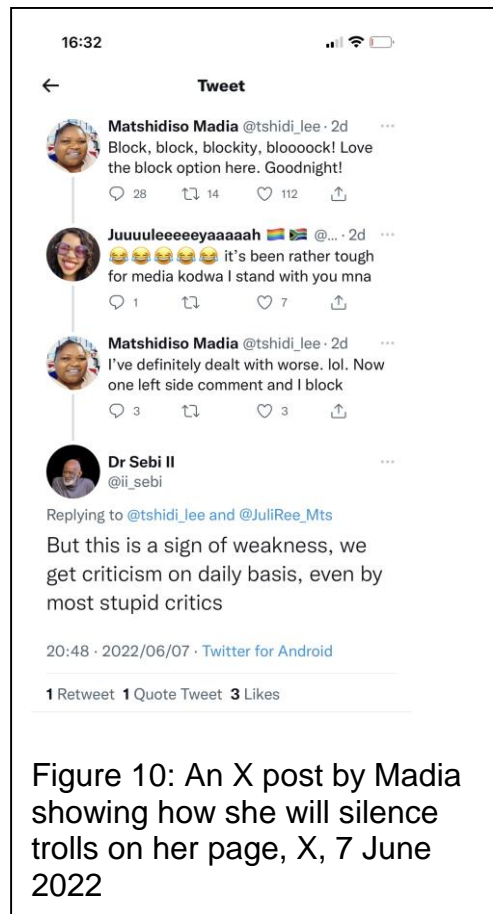 16:32
Tweet
Matshidiso Madia @tshidi_lee · 2d
Block, block, blockity, bloooock! Love
the block option here. Goodnight!
28 14 112
Juuuuleeeeeyaaaaah 🏳️‍🌈 🇿🇦 @... · 2d
😂😂😂😂😂 it's been rather tough
for media kodwa I stand with you mna
1 7
Matshidiso Madia @tshidi_lee · 2d
I've definitely dealt with worse. lol. Now
one left side comment and I block
3 3
Dr Sebi II
@ii_sebi
Replying to @tshidi_lee and @JuliRee_Mts
But this is a sign of weakness, we
get criticism on daily basis, even by
most stupid critics
20:48 · 2022/06/07 · Twitter for Android
1 Retweet 1 Quote Tweet 3 Likes
Figure 10: An X post by Madia
showing how she will silence
trolls on her page, X, 7 June
2022